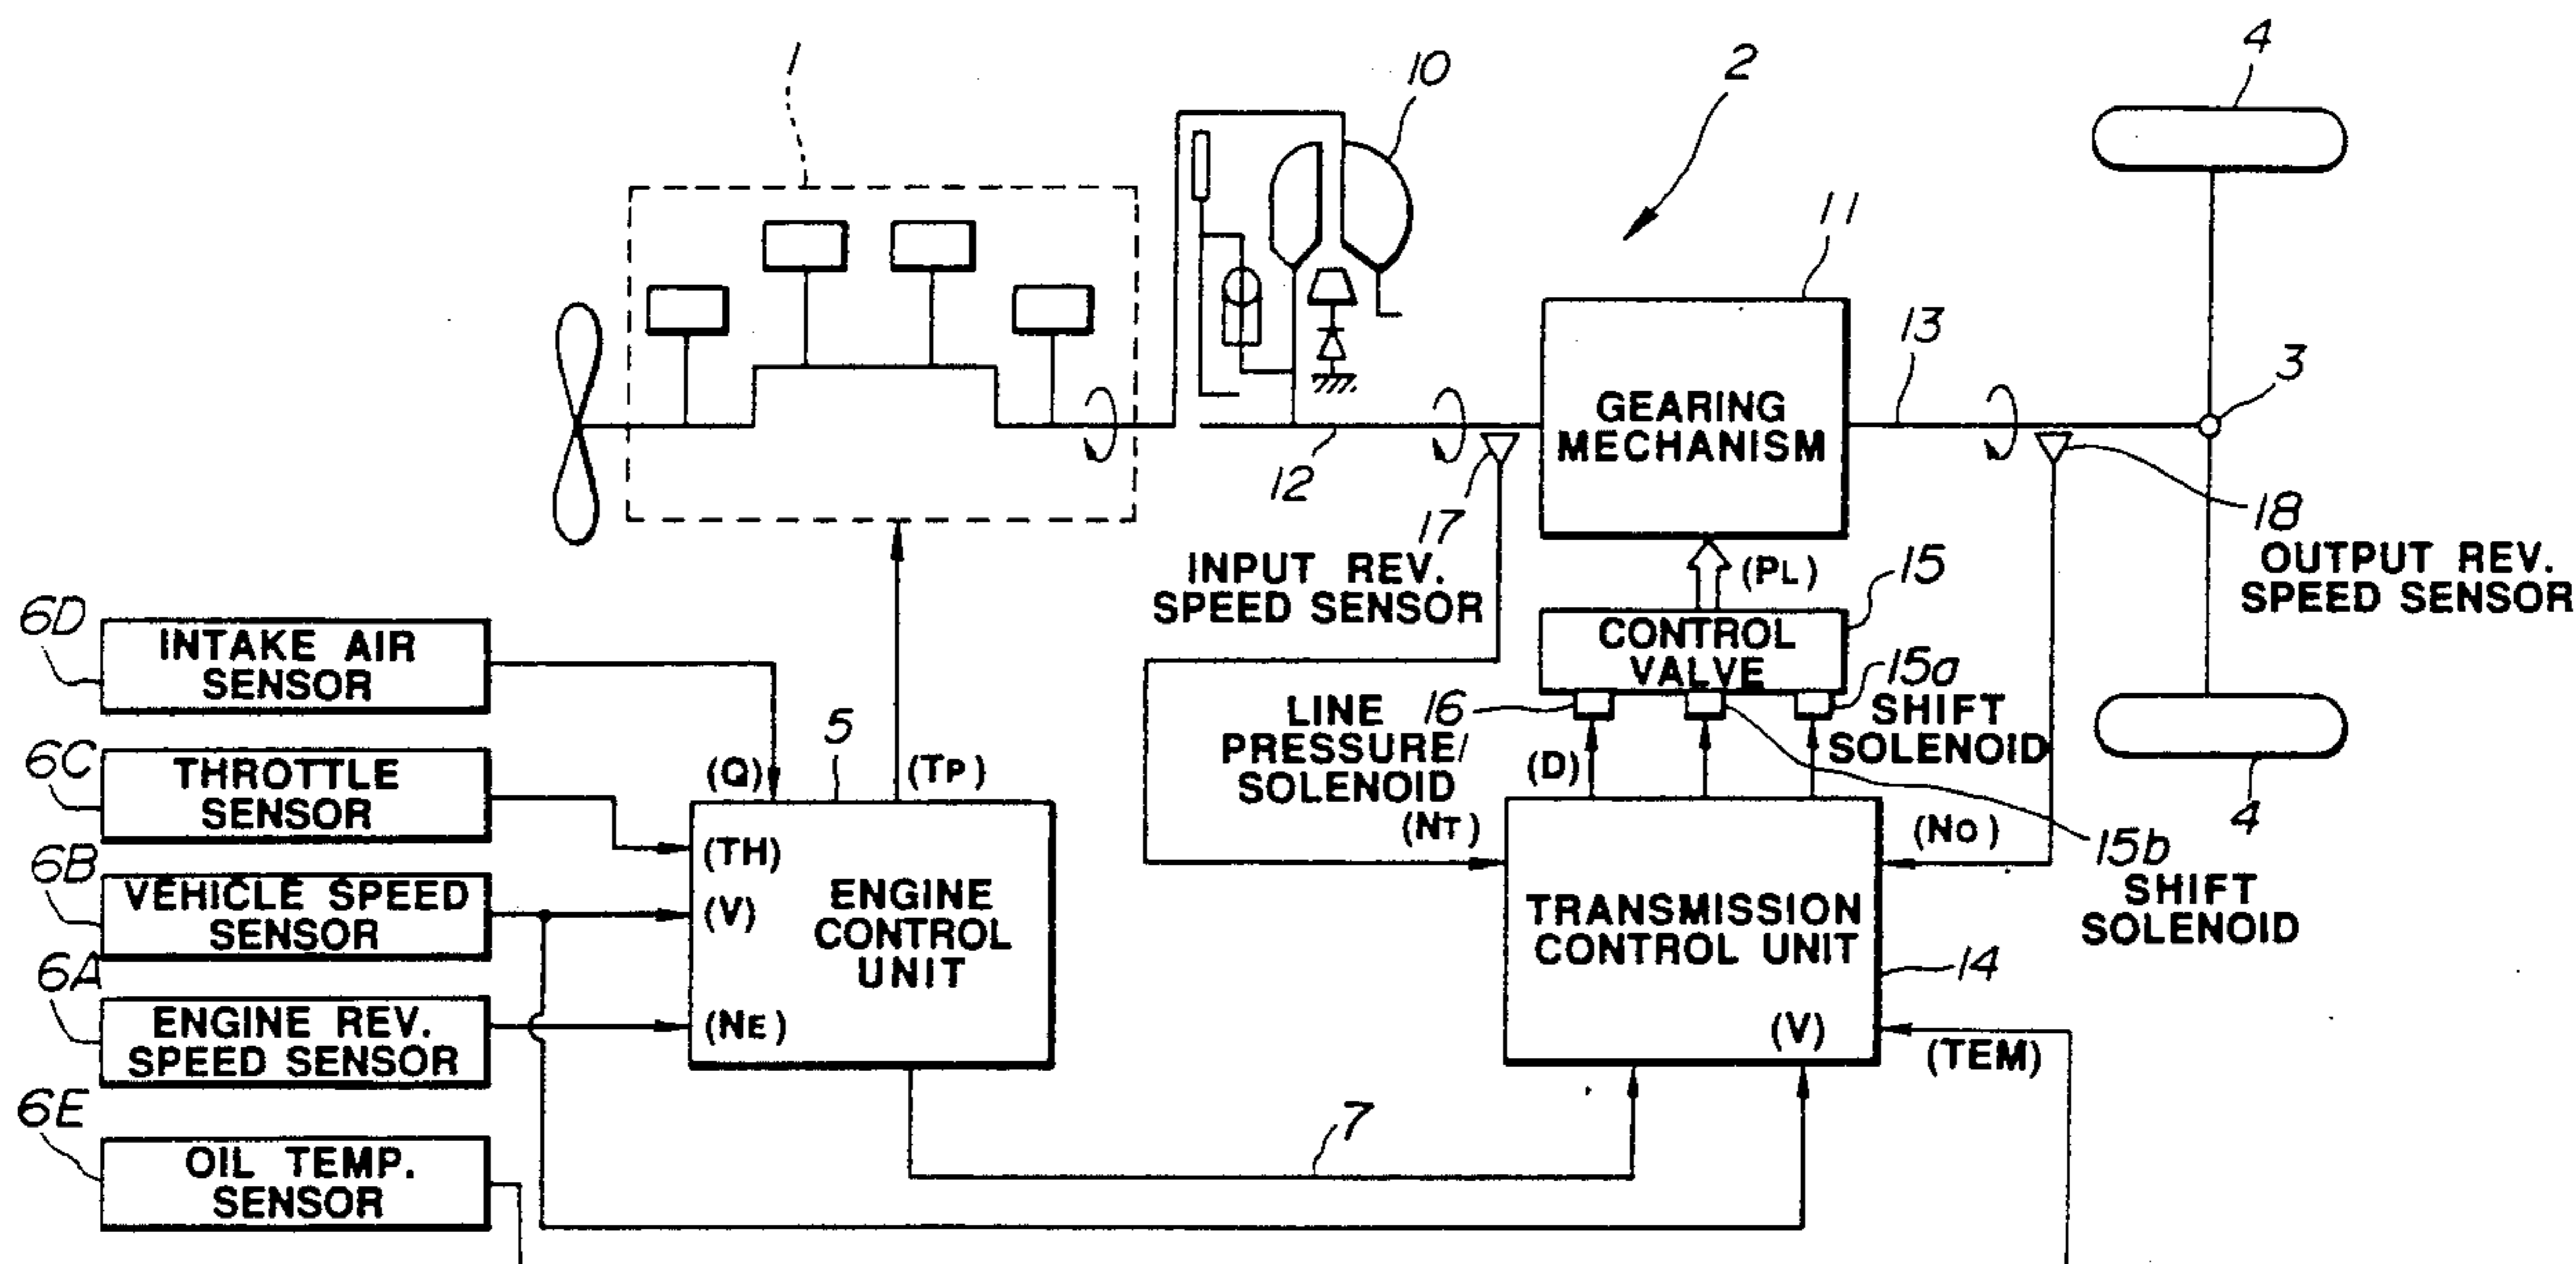 1
10
2
4
11
13
3
GEARING
MECHANISM
12
17
18
INPUT REV.
SPEED SENSOR
OUTPUT REV.
SPEED SENSOR
(PL)
15
CONTROL
VALVE
15a
SHIFT
SOLENOID
16
LINE
PRESSURE/
SOLENOID
(D)
(NT)
(NO)
15b
SHIFT
SOLENOID
4
6D
INTAKE AIR
SENSOR
6C
THROTTLE
SENSOR
6B
VEHICLE SPEED
SENSOR
6A
ENGINE REV.
SPEED SENSOR
6E
OIL TEMP.
SENSOR
5
(Q)
(TP)
(TH)
(V)
(NE)
ENGINE
CONTROL
UNIT
TRANSMISSION
CONTROL UNIT
14
(V)
(TEM)
7